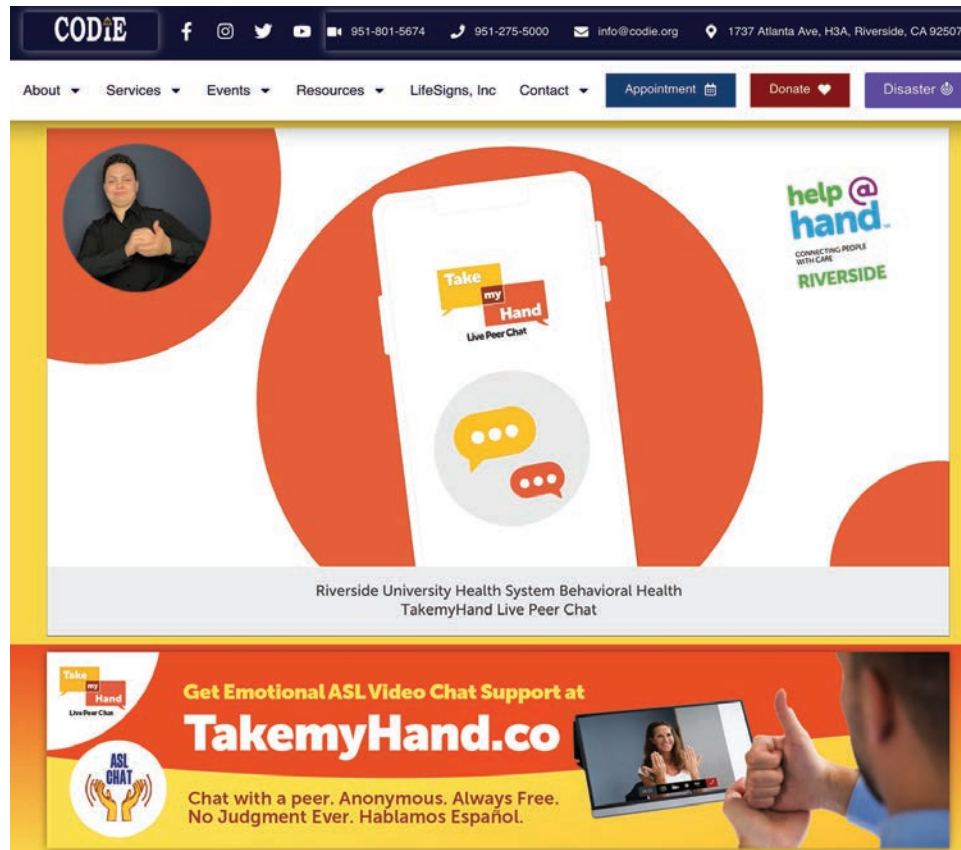 CODiE
951-801-5674
951-275-5000
info@codie.org
1737 Atlanta Ave, H3A, Riverside, CA 92507
About
Services
Events
Resources
LifeSigns, Inc
Contact
Appointment
Donate
Disaster
help @
hand
CONNECTING PEOPLE
WITH CARE
RIVERSIDE
Take
my
Hand
Live Peer Chat
Riverside University Health System Behavioral Health
TakemyHand Live Peer Chat
Take
my
Hand
Live Peer Chat
ASL
CHAT
Get Emotional ASL Video Chat Support at
TakemyHand.co
Chat with a peer. Anonymous. Always Free.
No Judgment Ever. Hablamos Español.